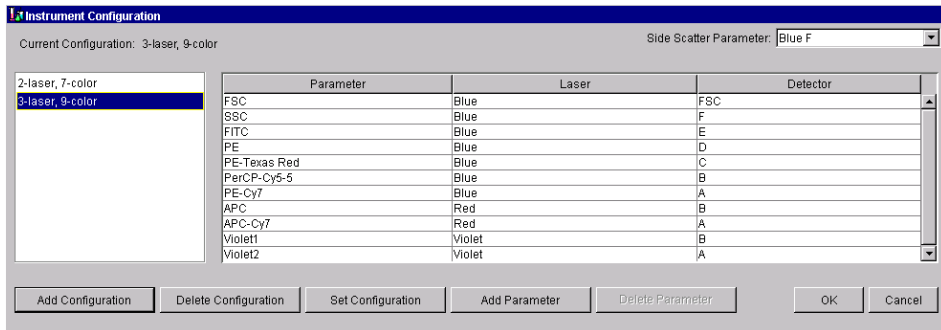 Instrument Configuration
Current Configuration: 3-laser, 9-color
Side Scatter Parameter: Blue F
2-laser, 7-color
3-laser, 9-color
Parameter Laser Detector
FSC Blue FSC
SSC Blue F
FITC Blue E
PE Blue D
PE-Texas Red Blue C
PerCP-Cy5-5 Blue B
PE-Cy7 Blue A
APC Red B
APC-Cy7 Red A
Violet1 Violet B
Violet2 Violet A
Add Configuration Delete Configuration Set Configuration Add Parameter Delete Parameter OK Cancel